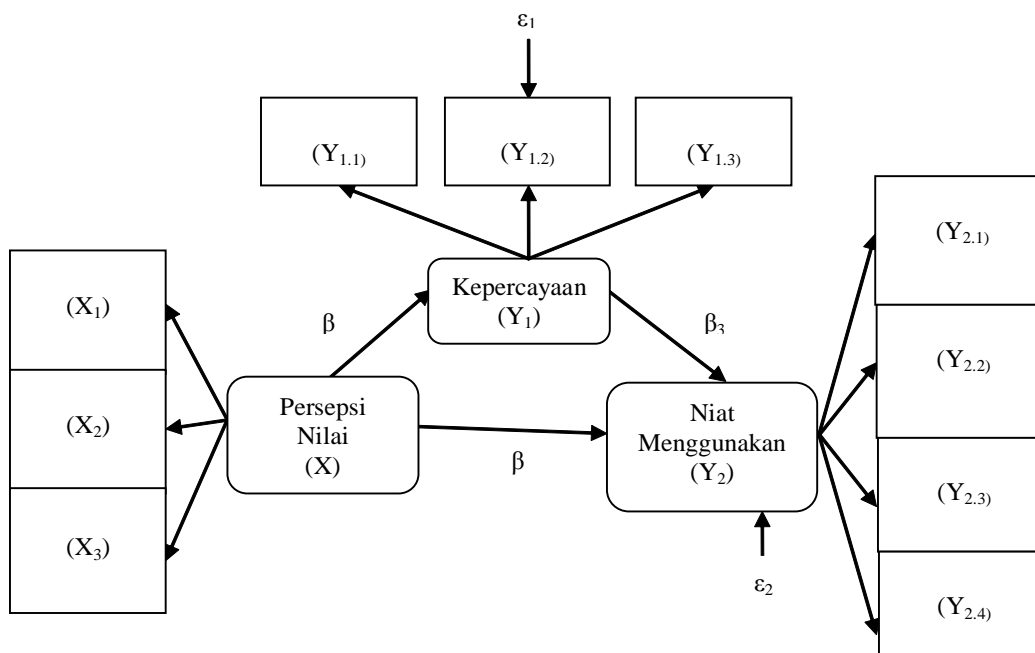 ε₁
(Y₁.₁₎
(Y₁.₂₎
(Y₁.₃₎
(Y₂.₁₎
Kepercayaan
(Y₁)
(X₁)
β
β₃
(Y₂.₂₎
Persepsi
Nilai
(X)
Niat
Menggunakan
(Y₂)
(X₂)
β
(Y₂.₃₎
(X₃)
ε₂
(Y₂.₄₎